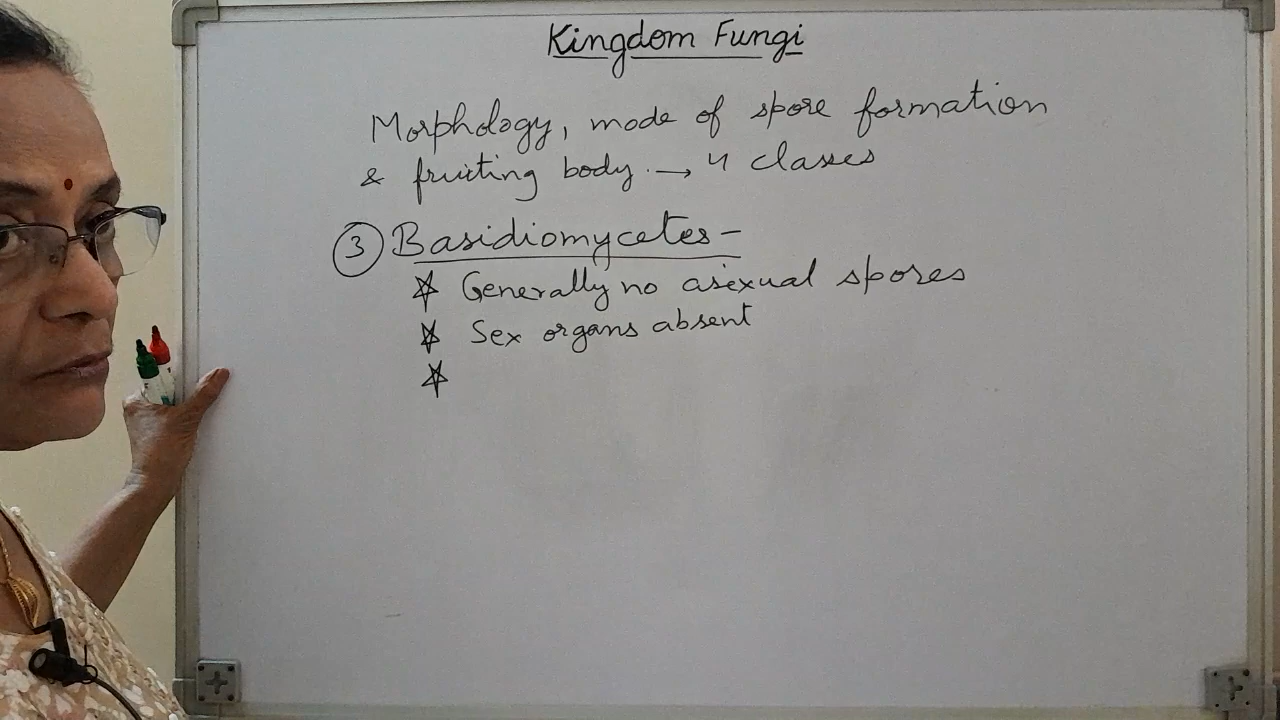 Kingdom Fungi
Morphology, mode of spore formation
& fruiting body. → 4 classes
③ Basidiomycetes -
☆ Generally no asexual spores
☆ Sex organs absent
☆